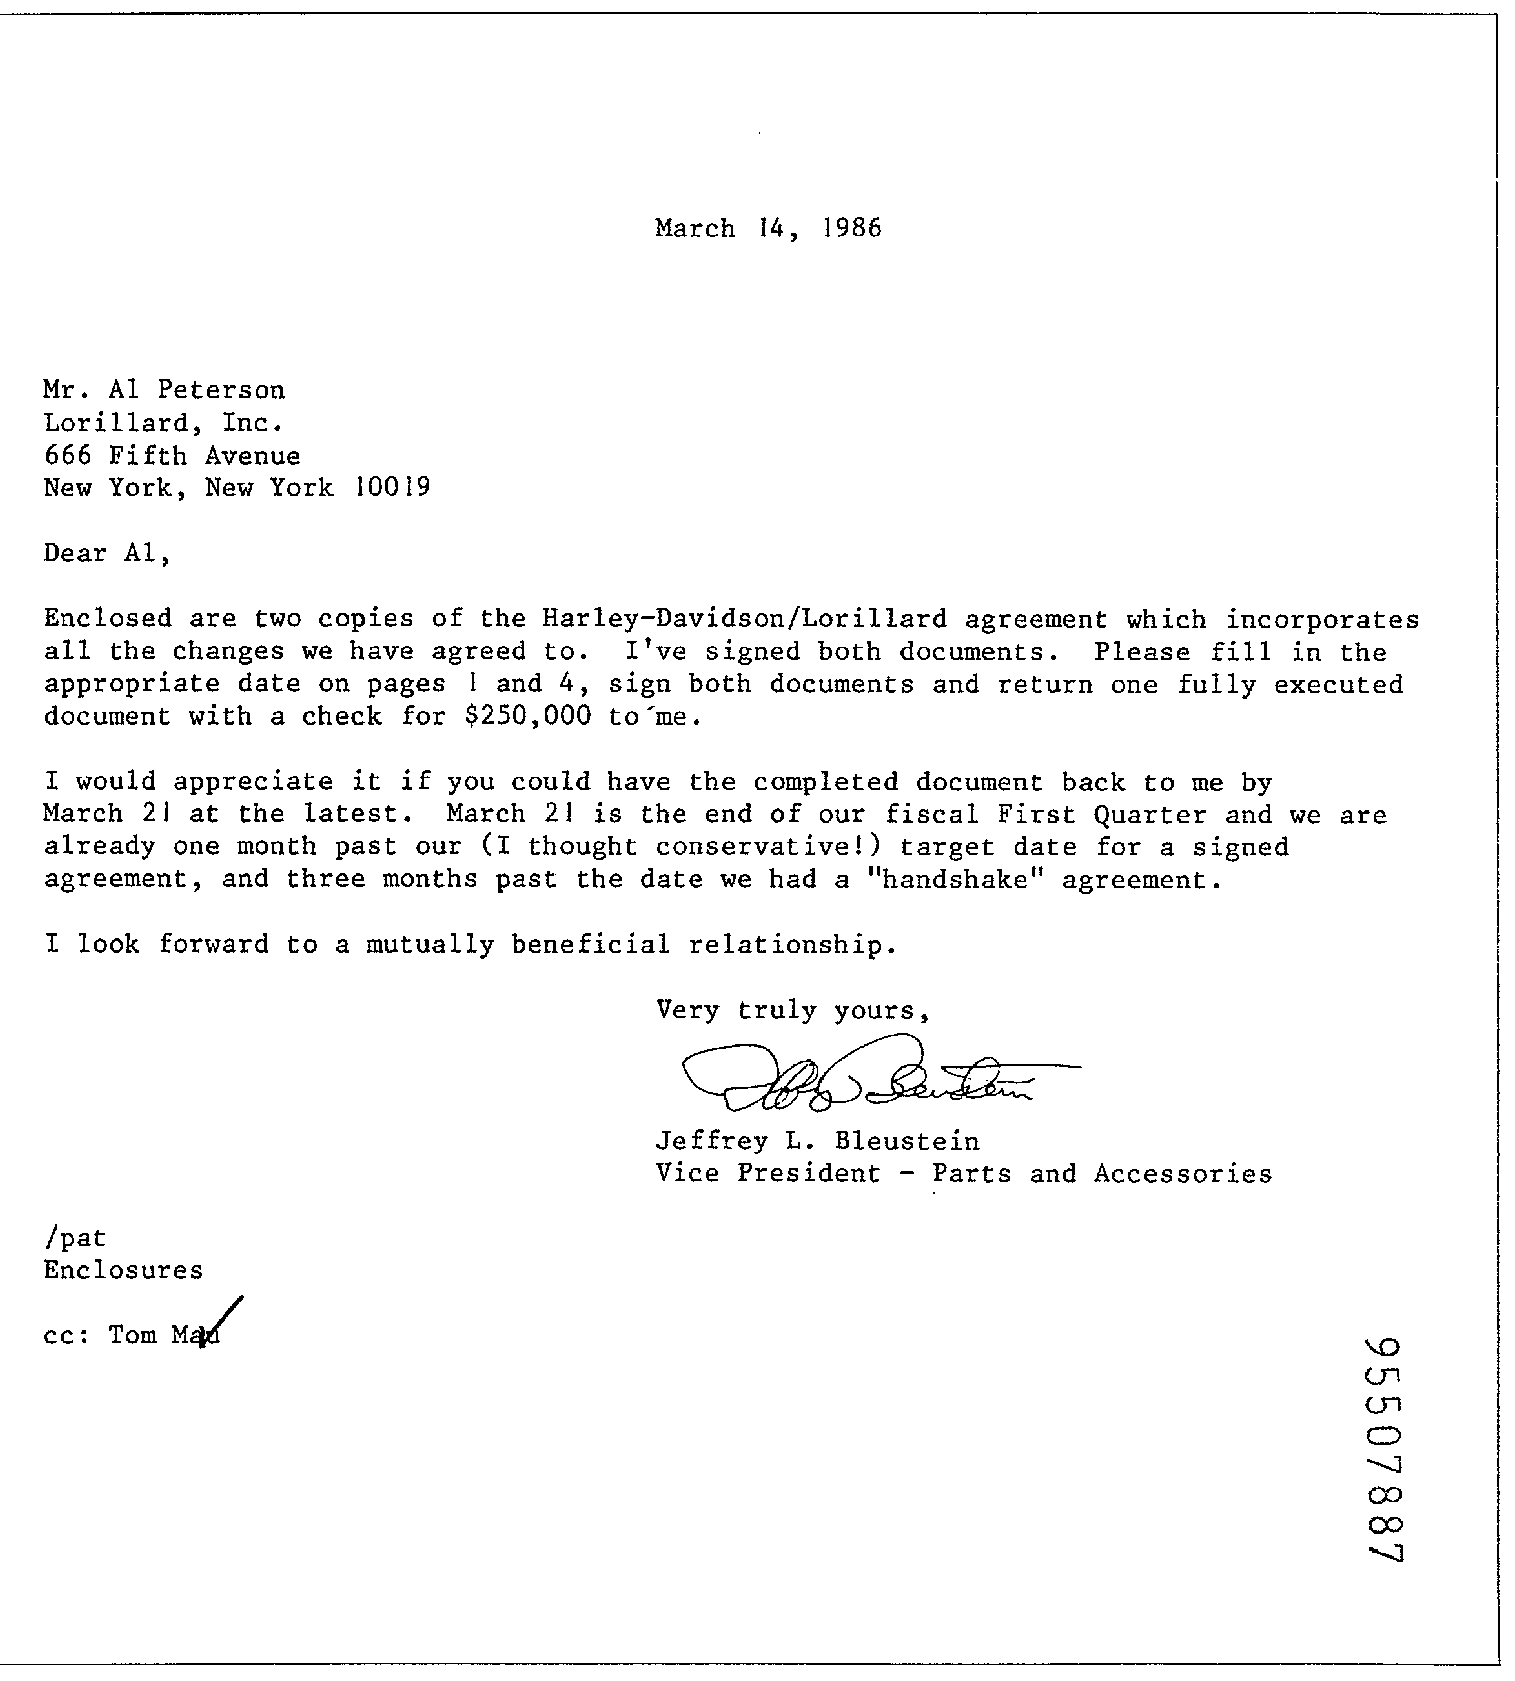 March 14, 1986
Mr. Al Peterson
Lorillard, Inc.
666 Fifth Avenue
New York, New York 10019
Dear Al,
Enclosed are two copies of the Harley-Davidson/Lorillard agreement which incorporates
all the changes we have agreed to. I've signed both documents. Please fill in the
appropriate date on pages 1 and 4, sign both documents and return one fully executed
document with a check for $250,000 to me.
I would appreciate it if you could have the completed document back to me by
March 21 at the latest. March 21 is the end of our fiscal First Quarter and we are
already one month past our (I thought conservative!) target date for a signed
agreement, and three months past the date we had a "handshake" agreement.
I look forward to a mutually beneficial relationship.
Very truly yours,
Jeffrey L. Bleustein
Vice President - Parts and Accessories
/pat
Enclosures
cc: Tom
95507887